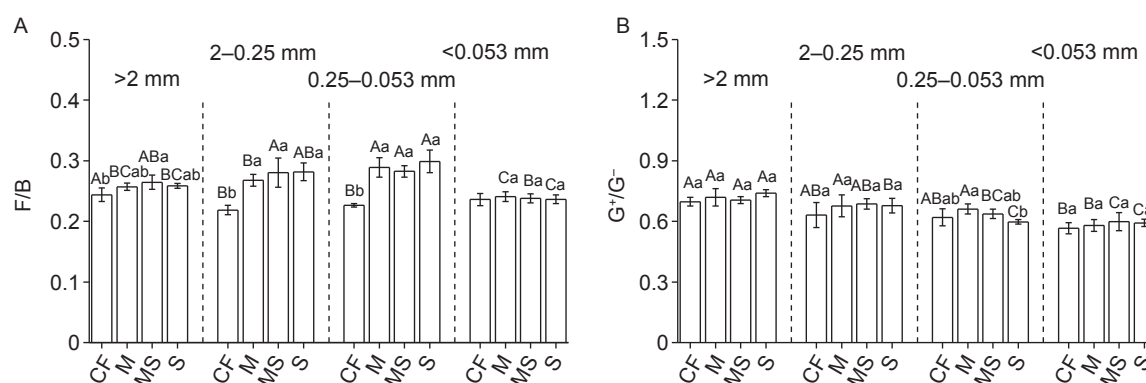 A
0.5
0.4
0.3
0.2
0.1
0
F/B
>2 mm
2–0.25 mm
0.25–0.053 mm
<0.053 mm
Ab
BCab
ABa
BCab
Bb
Ba
Aa
ABa
Bb
Aa
Aa
Aa
Ca
Ba
Ca
CF
M
MS
S
CF
M
MS
S
CF
M
MS
S
CF
M
MS
S
B
1.5
1.2
0.9
0.6
0.3
0
G+/G–
>2 mm
2–0.25 mm
0.25–0.053 mm
<0.053 mm
Aa
Aa
Aa
Aa
ABa
Aa
ABa
Ba
ABab
Aa
BCab
Cb
Ba
Ba
Ca
CF
M
MS
S
CF
M
MS
S
CF
M
MS
S
CF
M
MS